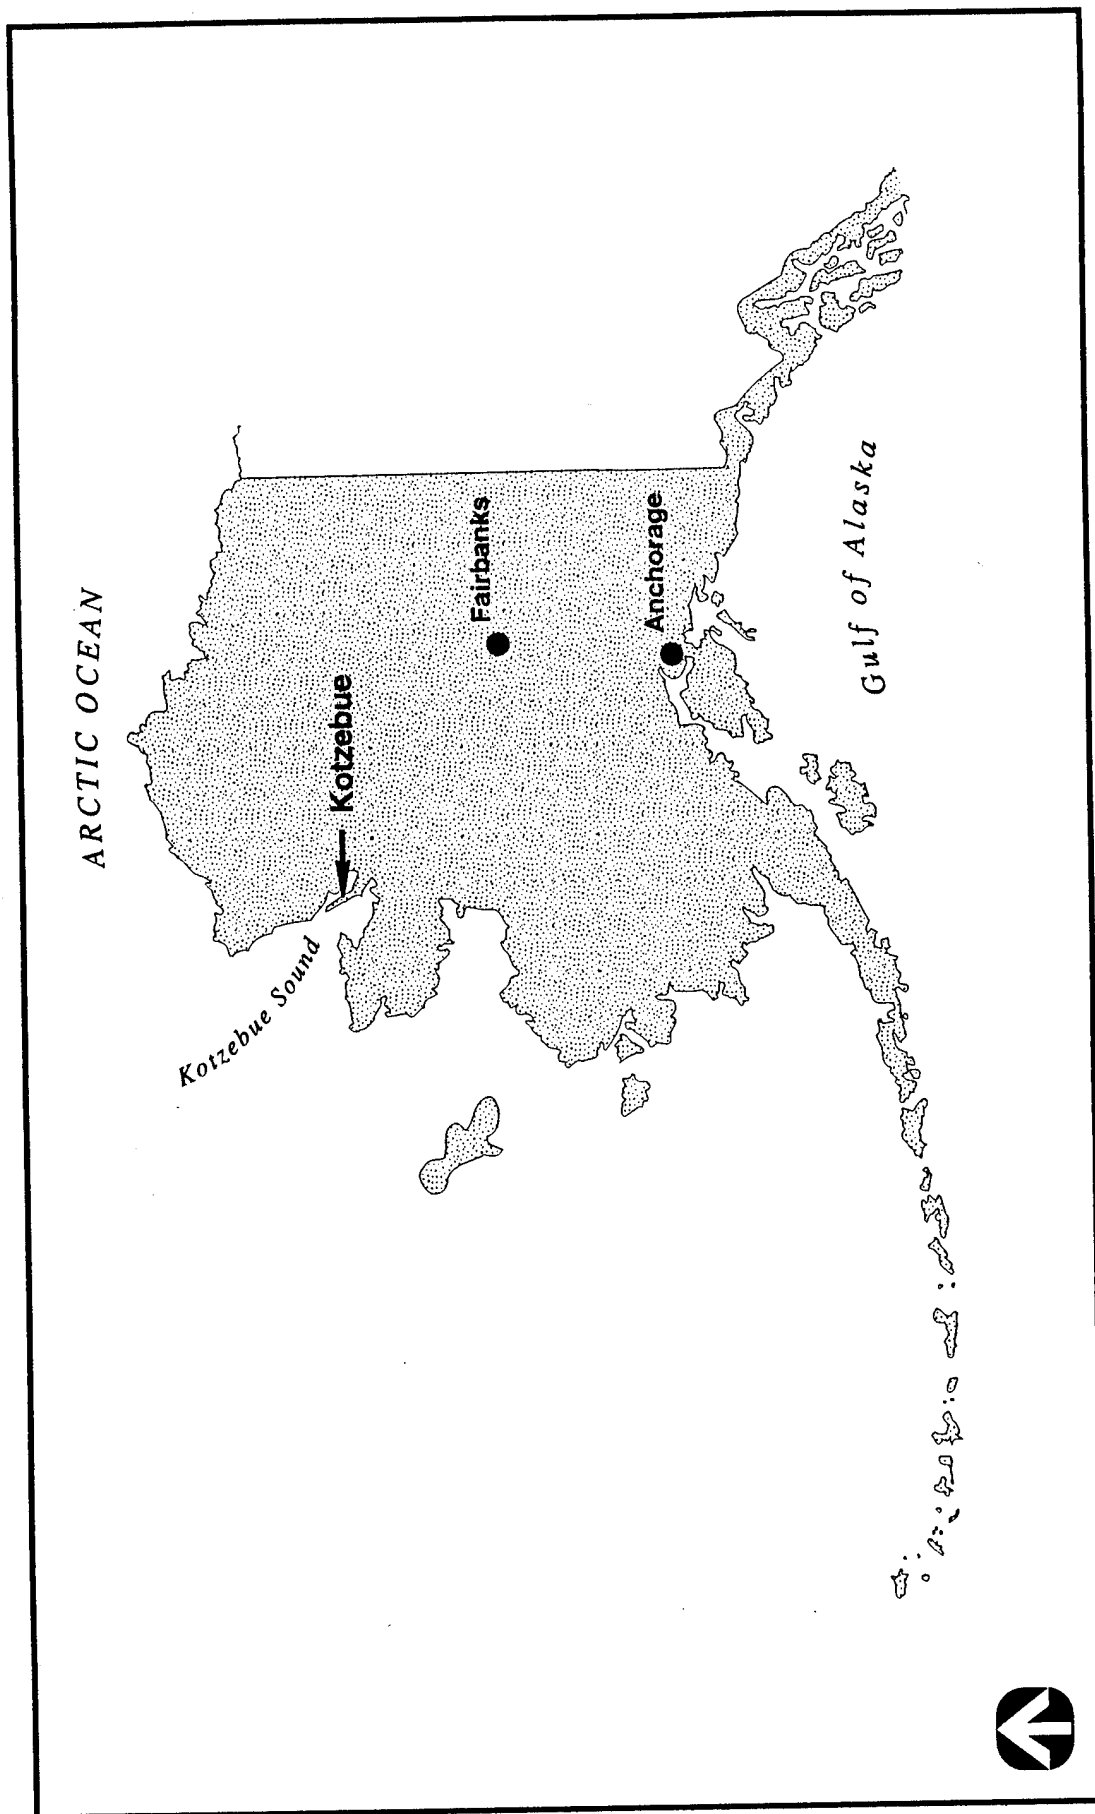 ARCTIC OCEAN
Kotzebue Sound
Kotzebue
Fairbanks
Anchorage
Gulf of Alaska